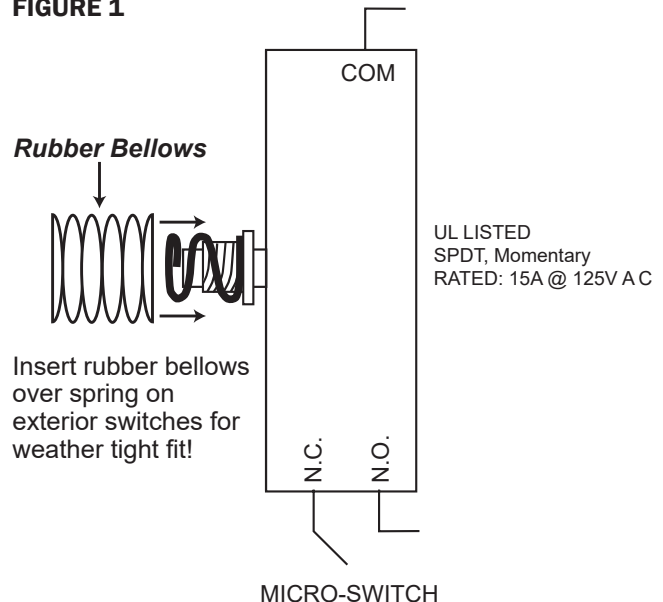 FIGURE 1
COM
Rubber Bellows
UL LISTED
SPDT, Momentary
RATED: 15A @ 125V AC
Insert rubber bellows
over spring on
exterior switches for
weather tight fit!
N.C.
N.O.
MICRO-SWITCH